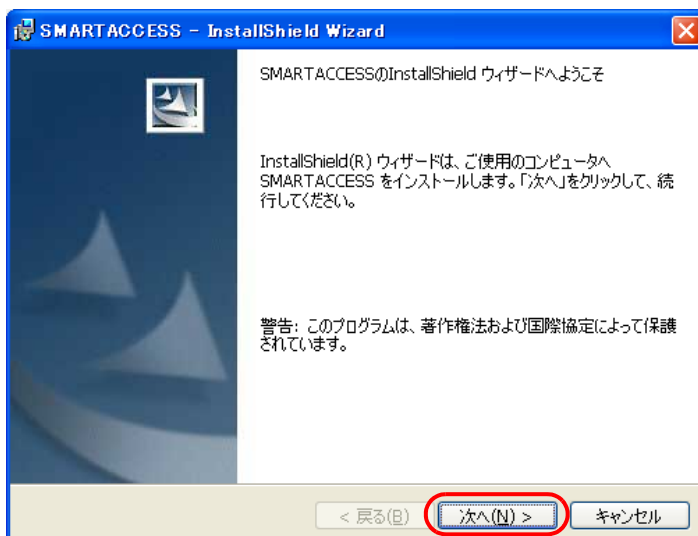 SMARTACCESS - InstallShield Wizard
SMARTACCESSのInstallShield ウィザードへようこそ
InstallShield(R) ウィザードは、ご使用のコンピュータへ
SMARTACCESS をインストールします。「次へ」をクリックして、続
行してください。
警告: このプログラムは、著作権法および国際協定によって保護
されています。
< 戻る(B)
次へ(N) >
キャンセル